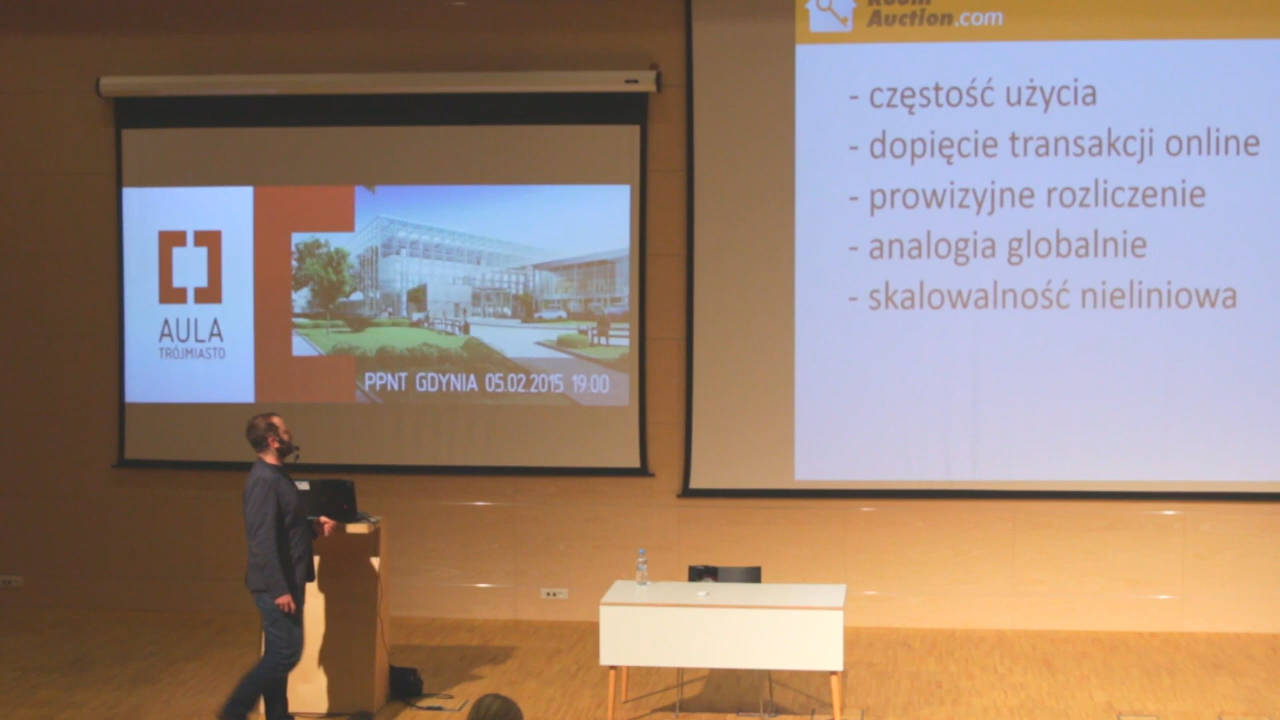 AULA
TRÓJMIASTO
PPNT GDYNIA 05.02.2015 19:00
Room
Auction.com
- częstość użycia
- dopięcie transakcji online
- prowizyjne rozliczenie
- analogia globalnie
- skalowalność nieliniowa